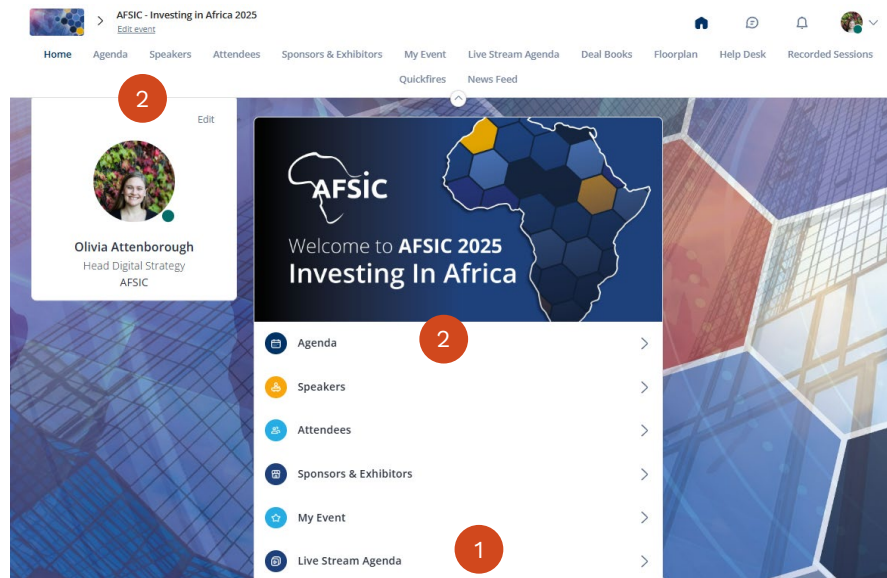 AFSIC - Investing in Africa 2025
Edit event
Home Agenda Speakers Attendees Sponsors & Exhibitors My Event Live Stream Agenda Deal Books Floorplan Help Desk Recorded Sessions
Quickfires News Feed
2
Edit
Olivia Attenborough
Head Digital Strategy
AFSIC
AFSIC
Welcome to AFSIC 2025
Investing In Africa
2
Agenda
Speakers
Attendees
Sponsors & Exhibitors
My Event
1
Live Stream Agenda